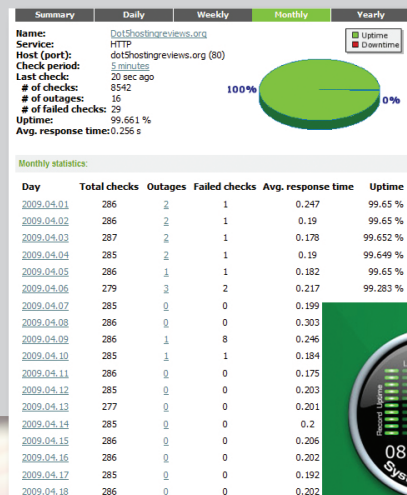 Summary Daily Weekly Monthly Yearly
Name: Dot5hostingreviews.org
Service: HTTP
Host (port): dot5hostingreviews.org (80)
Check period: 5 minutes
Last check: 20 sec ago
# of checks: 8542
# of outages: 16
# of failed checks: 29
Uptime: 99.661 %
Avg. response time: 0.256 s
Uptime
Downtime
100%
0%
Monthly statistics:
Day Total checks Outages Failed checks Avg. response time Uptime
2009.04.01 286 2 1 0.247 99.65 %
2009.04.02 286 2 1 0.19 99.65 %
2009.04.03 287 2 1 0.178 99.652 %
2009.04.04 285 2 1 0.19 99.649 %
2009.04.05 286 1 1 0.182 99.65 %
2009.04.06 279 3 2 0.217 99.283 %
2009.04.07 285 0 0 0.199
2009.04.08 286 0 0 0.303
2009.04.09 286 1 8 0.246
2009.04.10 285 1 1 0.184
2009.04.11 286 0 0 0.175
2009.04.12 285 0 0 0.203
2009.04.13 277 0 0 0.201
2009.04.14 285 0 0 0.2
2009.04.15 286 0 0 0.206
2009.04.16 286 0 0 0.202
2009.04.17 285 0 0 0.192
2009.04.18 286 0 0 0.202
Record Uptime
08
Sys